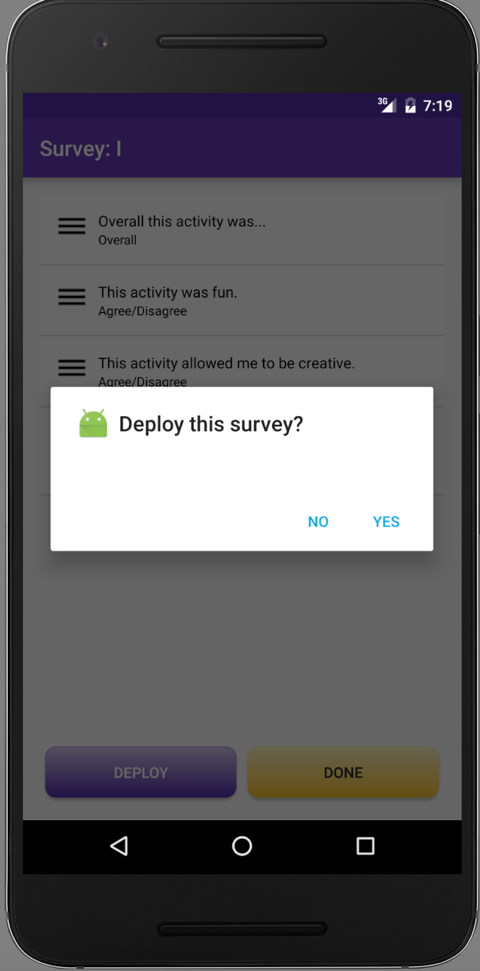 3G 7:19
Survey: I
Overall this activity was...
Overall
This activity was fun.
Agree/Disagree
This activity allowed me to be creative.
Agree/Disagree
Deploy this survey?
NO YES
DEPLOY DONE